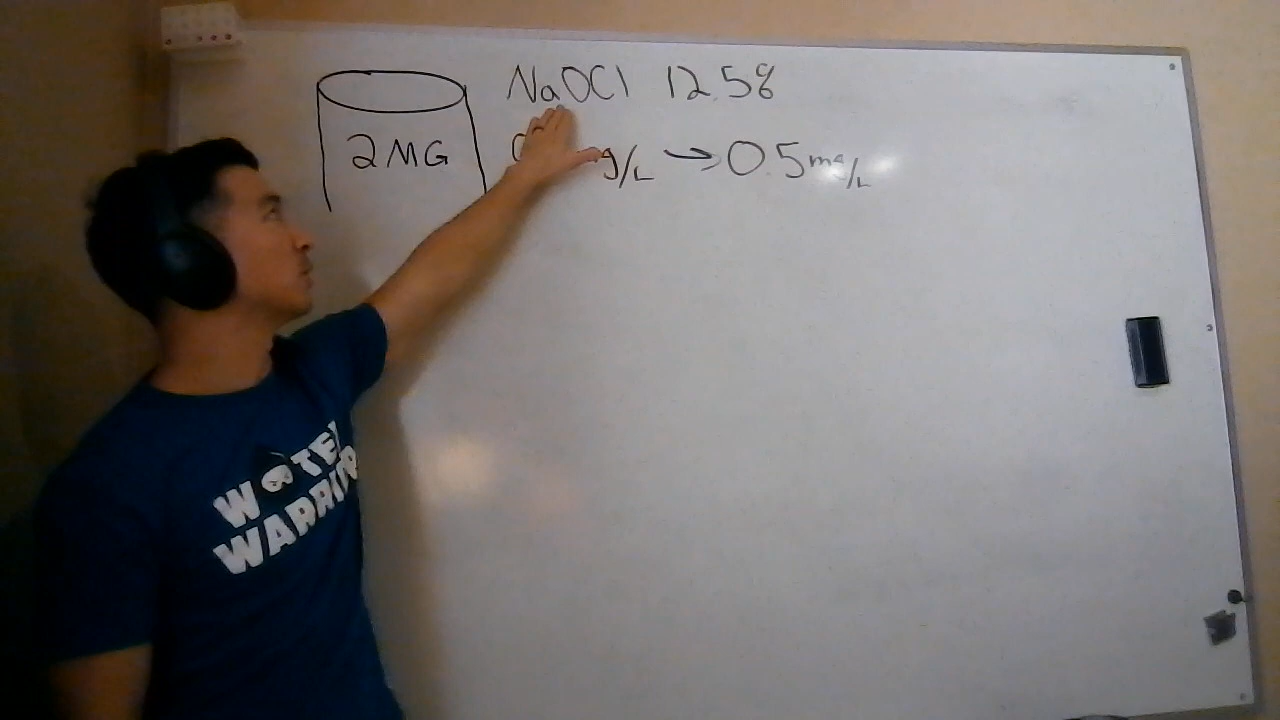 NaOCl 12.5%
2MG
g/L → 0.5mg/L
WATER
WARRIOR